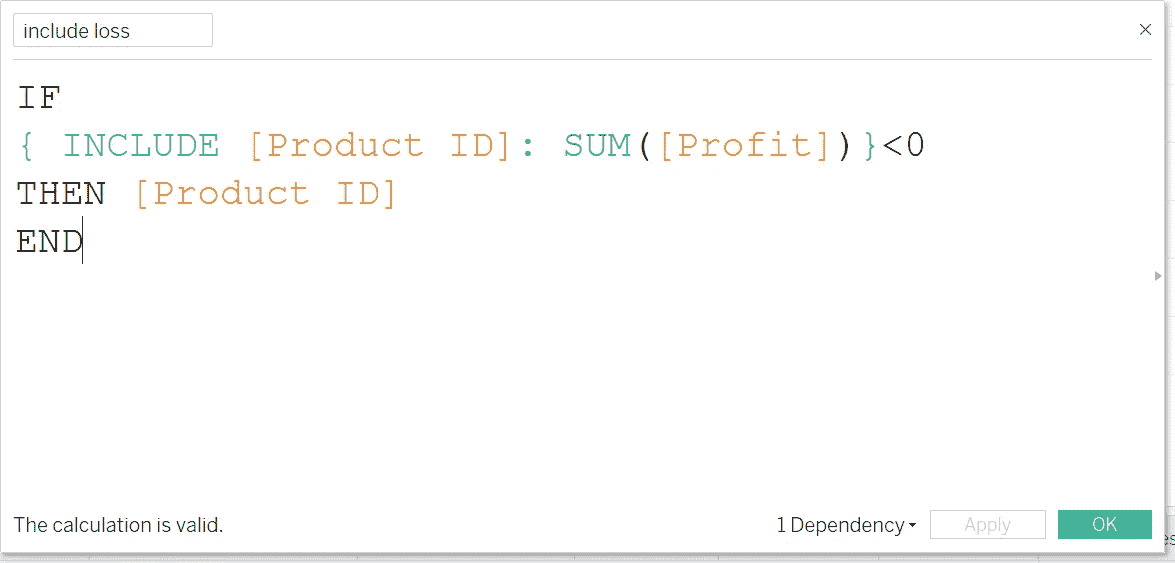 include loss
IF
{ INCLUDE [Product ID]: SUM([Profit])}<0
THEN [Product ID]
END
The calculation is valid.
1 Dependency
Apply
OK
es